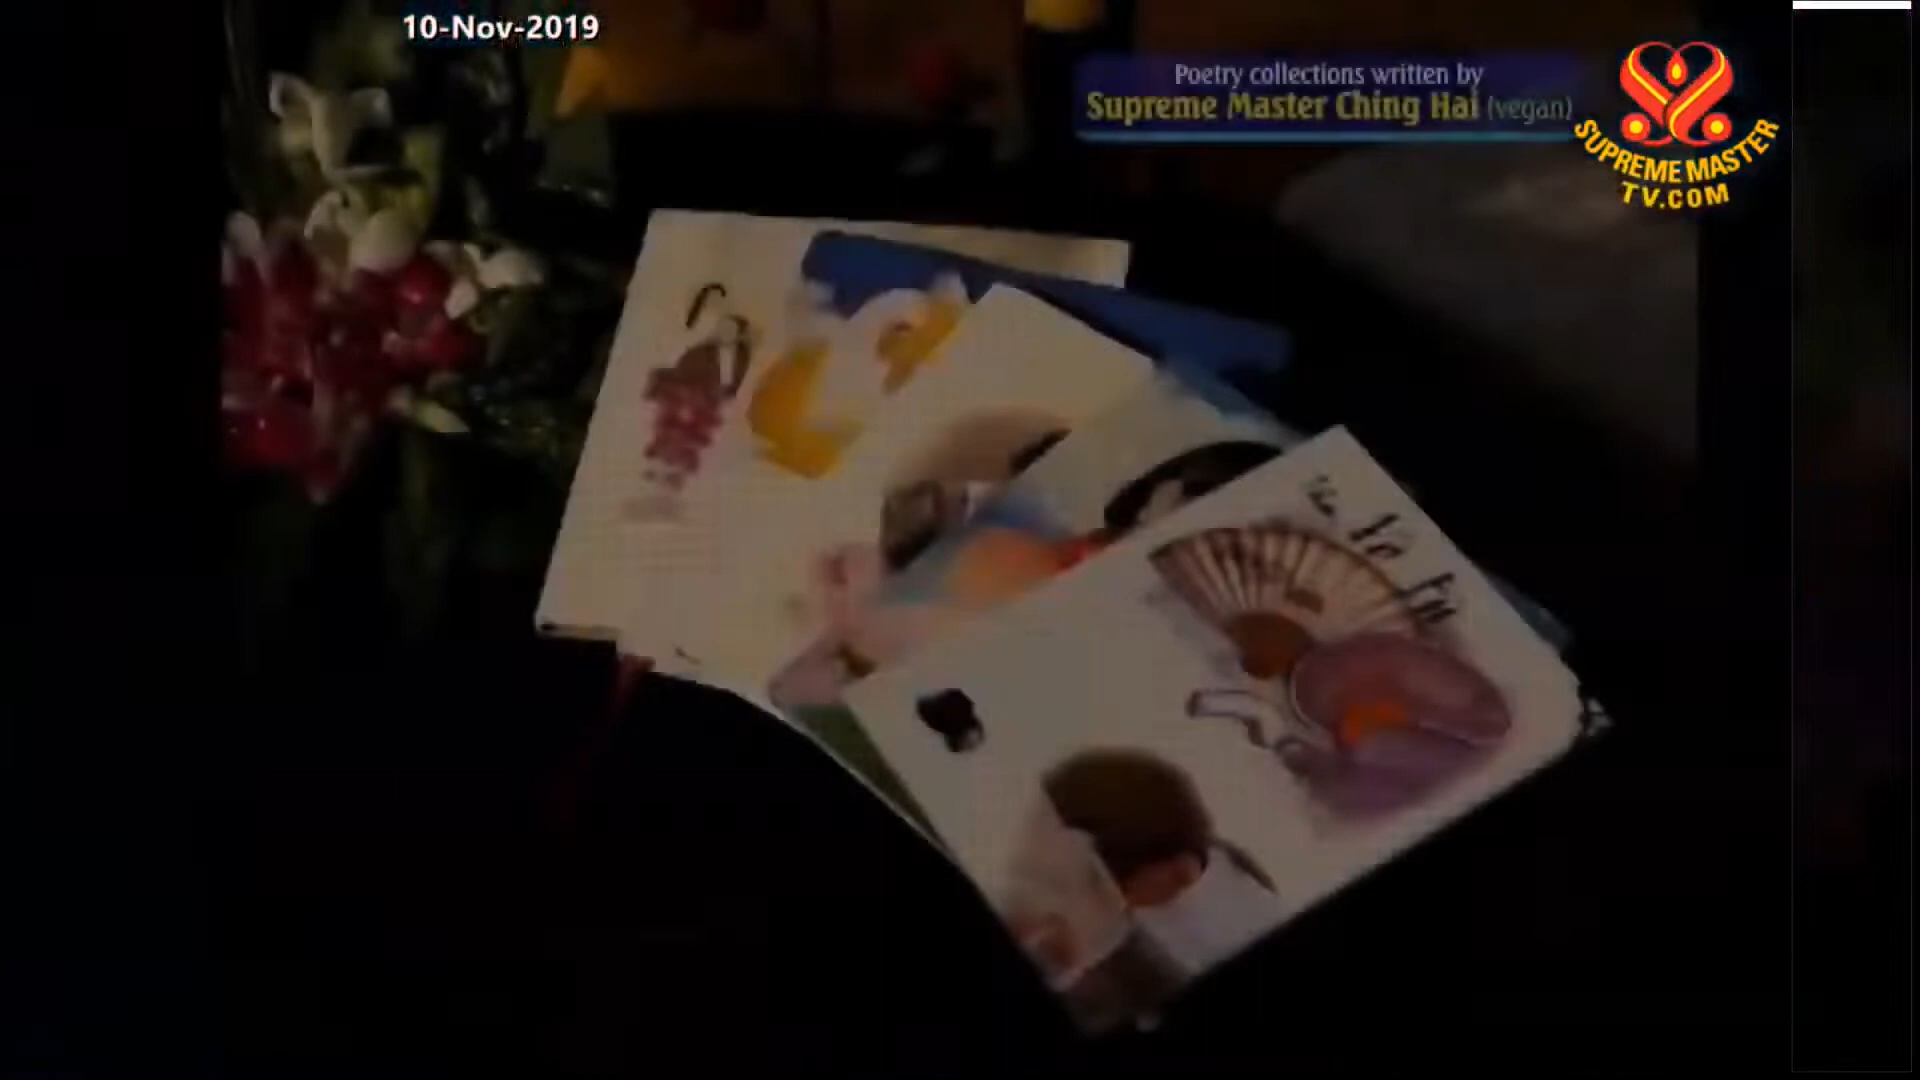 10-Nov-2019
Poetry collections written by
Supreme Master Ching Hai (vegan)
SUPREME MASTER
TV.COM